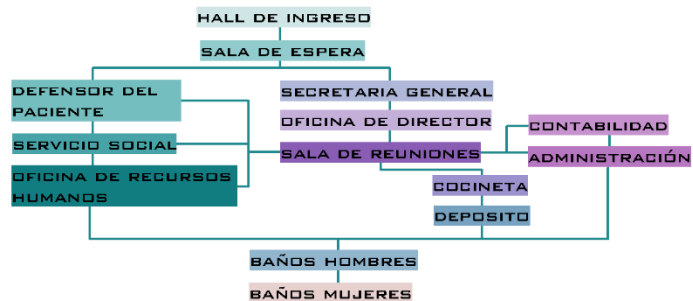 HALL DE INGRESO
SALA DE ESPERA
DEFENSOR DEL
PACIENTE
SERVICIO SOCIAL
OFICINA DE RECURSOS
HUMANOS
SECRETARIA GENERAL
OFICINA DE DIRECTOR
SALA DE REUNIONES
CONTABILIDAD
ADMINISTRACIÓN
COCINETA
DEPOSITO
BAÑOS HOMBRES
BAÑOS MUJERES